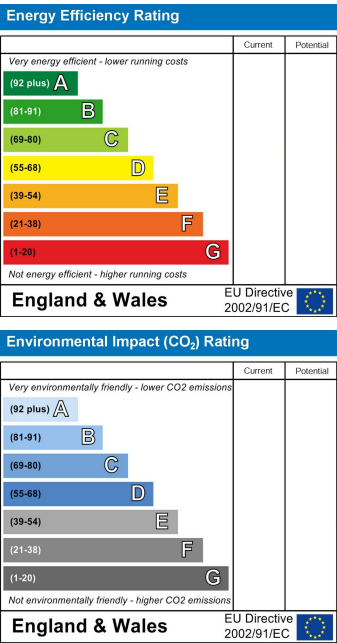 Energy Efficiency Rating
Current Potential
Very energy efficient - lower running costs
(92 plus) A
(81-91) B
(69-80) C
(55-68) D
(39-54) E
(21-38) F
(1-20) G
Not energy efficient - higher running costs
England & Wales
EU Directive
2002/91/EC
Environmental Impact (CO₂) Rating
Current Potential
Very environmentally friendly - lower CO2 emissions
(92 plus) A
(81-91) B
(69-80) C
(55-68) D
(39-54) E
(21-38) F
(1-20) G
Not environmentally friendly - higher CO2 emissions
England & Wales
EU Directive
2002/91/EC